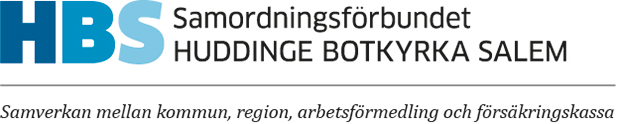 HBS Samordningsförbundet
HUDDINGE BOTKYRKA SALEM
Samverkan mellan kommun, region, arbetsförmedling och försäkringskassa